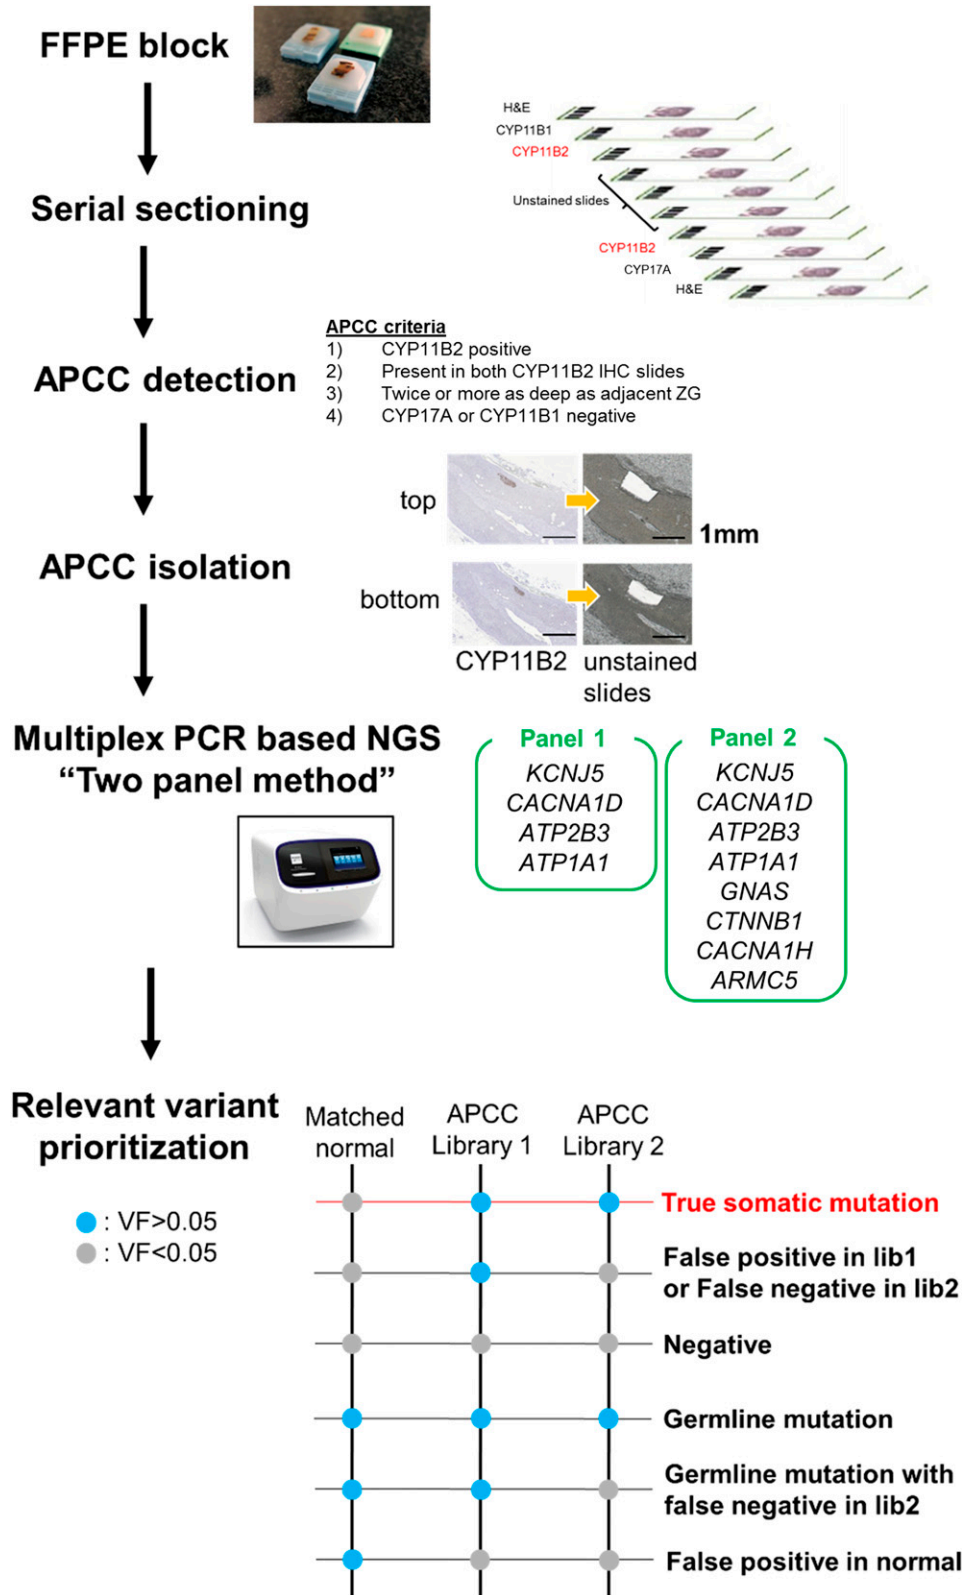 FFPE block
H&E
CYP11B1
CYP11B2
Unstained slides
CYP11B2
CYP17A
H&E
Serial sectioning
APCC criteria
1) CYP11B2 positive
2) Present in both CYP11B2 IHC slides
3) Twice or more as deep as adjacent ZG
4) CYP17A or CYP11B1 negative
APCC detection
top
1mm
APCC isolation
bottom
CYP11B2
unstained
slides
Multiplex PCR based NGS
“Two panel method”
Panel 1
KCNJ5
CACNA1D
ATP2B3
ATP1A1
Panel 2
KCNJ5
CACNA1D
ATP2B3
ATP1A1
GNAS
CTNNB1
CACNA1H
ARMC5
Relevant variant
prioritization
: VF>0.05
: VF<0.05
Matched
normal
APCC
Library 1
APCC
Library 2
True somatic mutation
False positive in lib1
or False negative in lib2
Negative
Germline mutation
Germline mutation with
false negative in lib2
False positive in normal